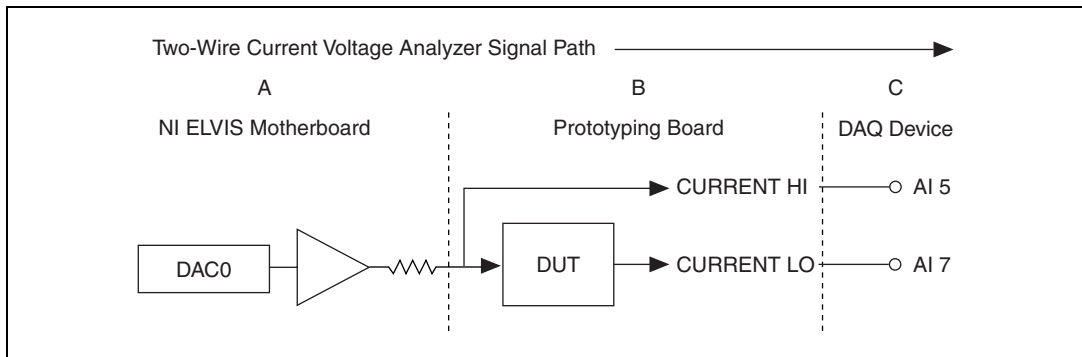 Two-Wire Current Voltage Analyzer Signal Path
A
B
C
NI ELVIS Motherboard
Prototyping Board
DAQ Device
CURRENT HI
AI 5
DAC0
DUT
CURRENT LO
AI 7